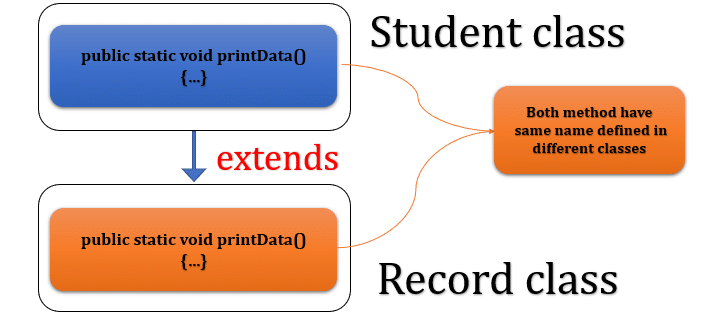 Student class
public static void printData()
{...}
Both method have
same name defined in
different classes
extends
public static void printData()
{...}
Record class